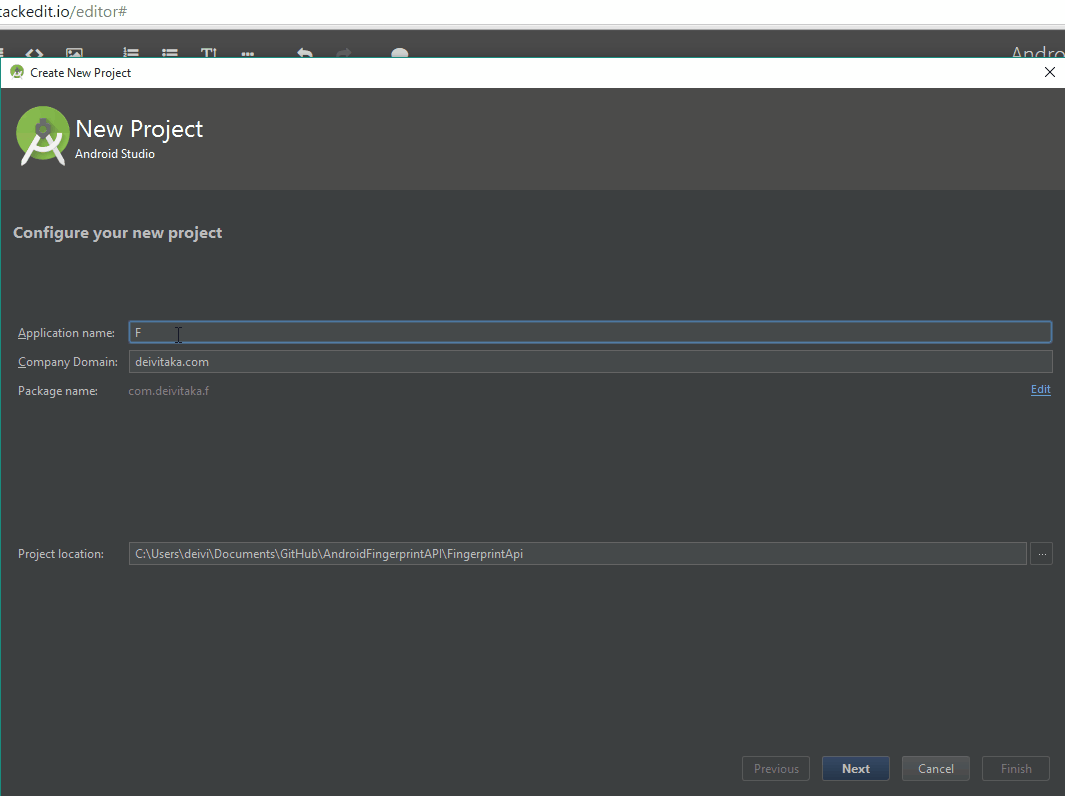 tackedit.io/editor#
Andro
Create New Project
New Project
Android Studio
Configure your new project
Application name: F
Company Domain: deivitaka.com
Package name: com.deivitaka.f Edit
Project location: C:\Users\deivi\Documents\GitHub\AndroidFingerprintAPI\FingerprintApi ...
Previous Next Cancel Finish